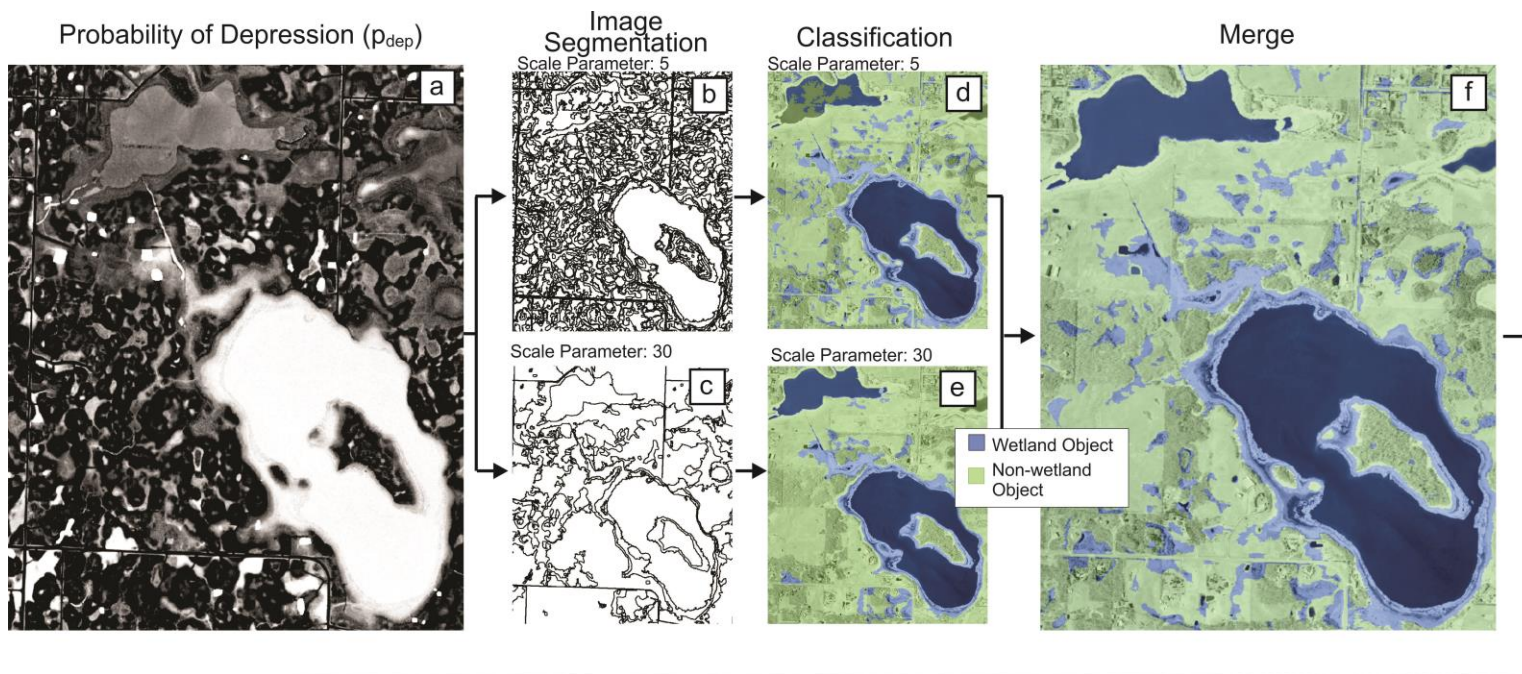 Probability of Depression (pdep)
a
Image
Segmentation
Scale Parameter: 5
b
Scale Parameter: 30
c
Classification
Scale Parameter: 5
d
Scale Parameter: 30
e
Wetland Object
Non-wetland
Object
Merge
f